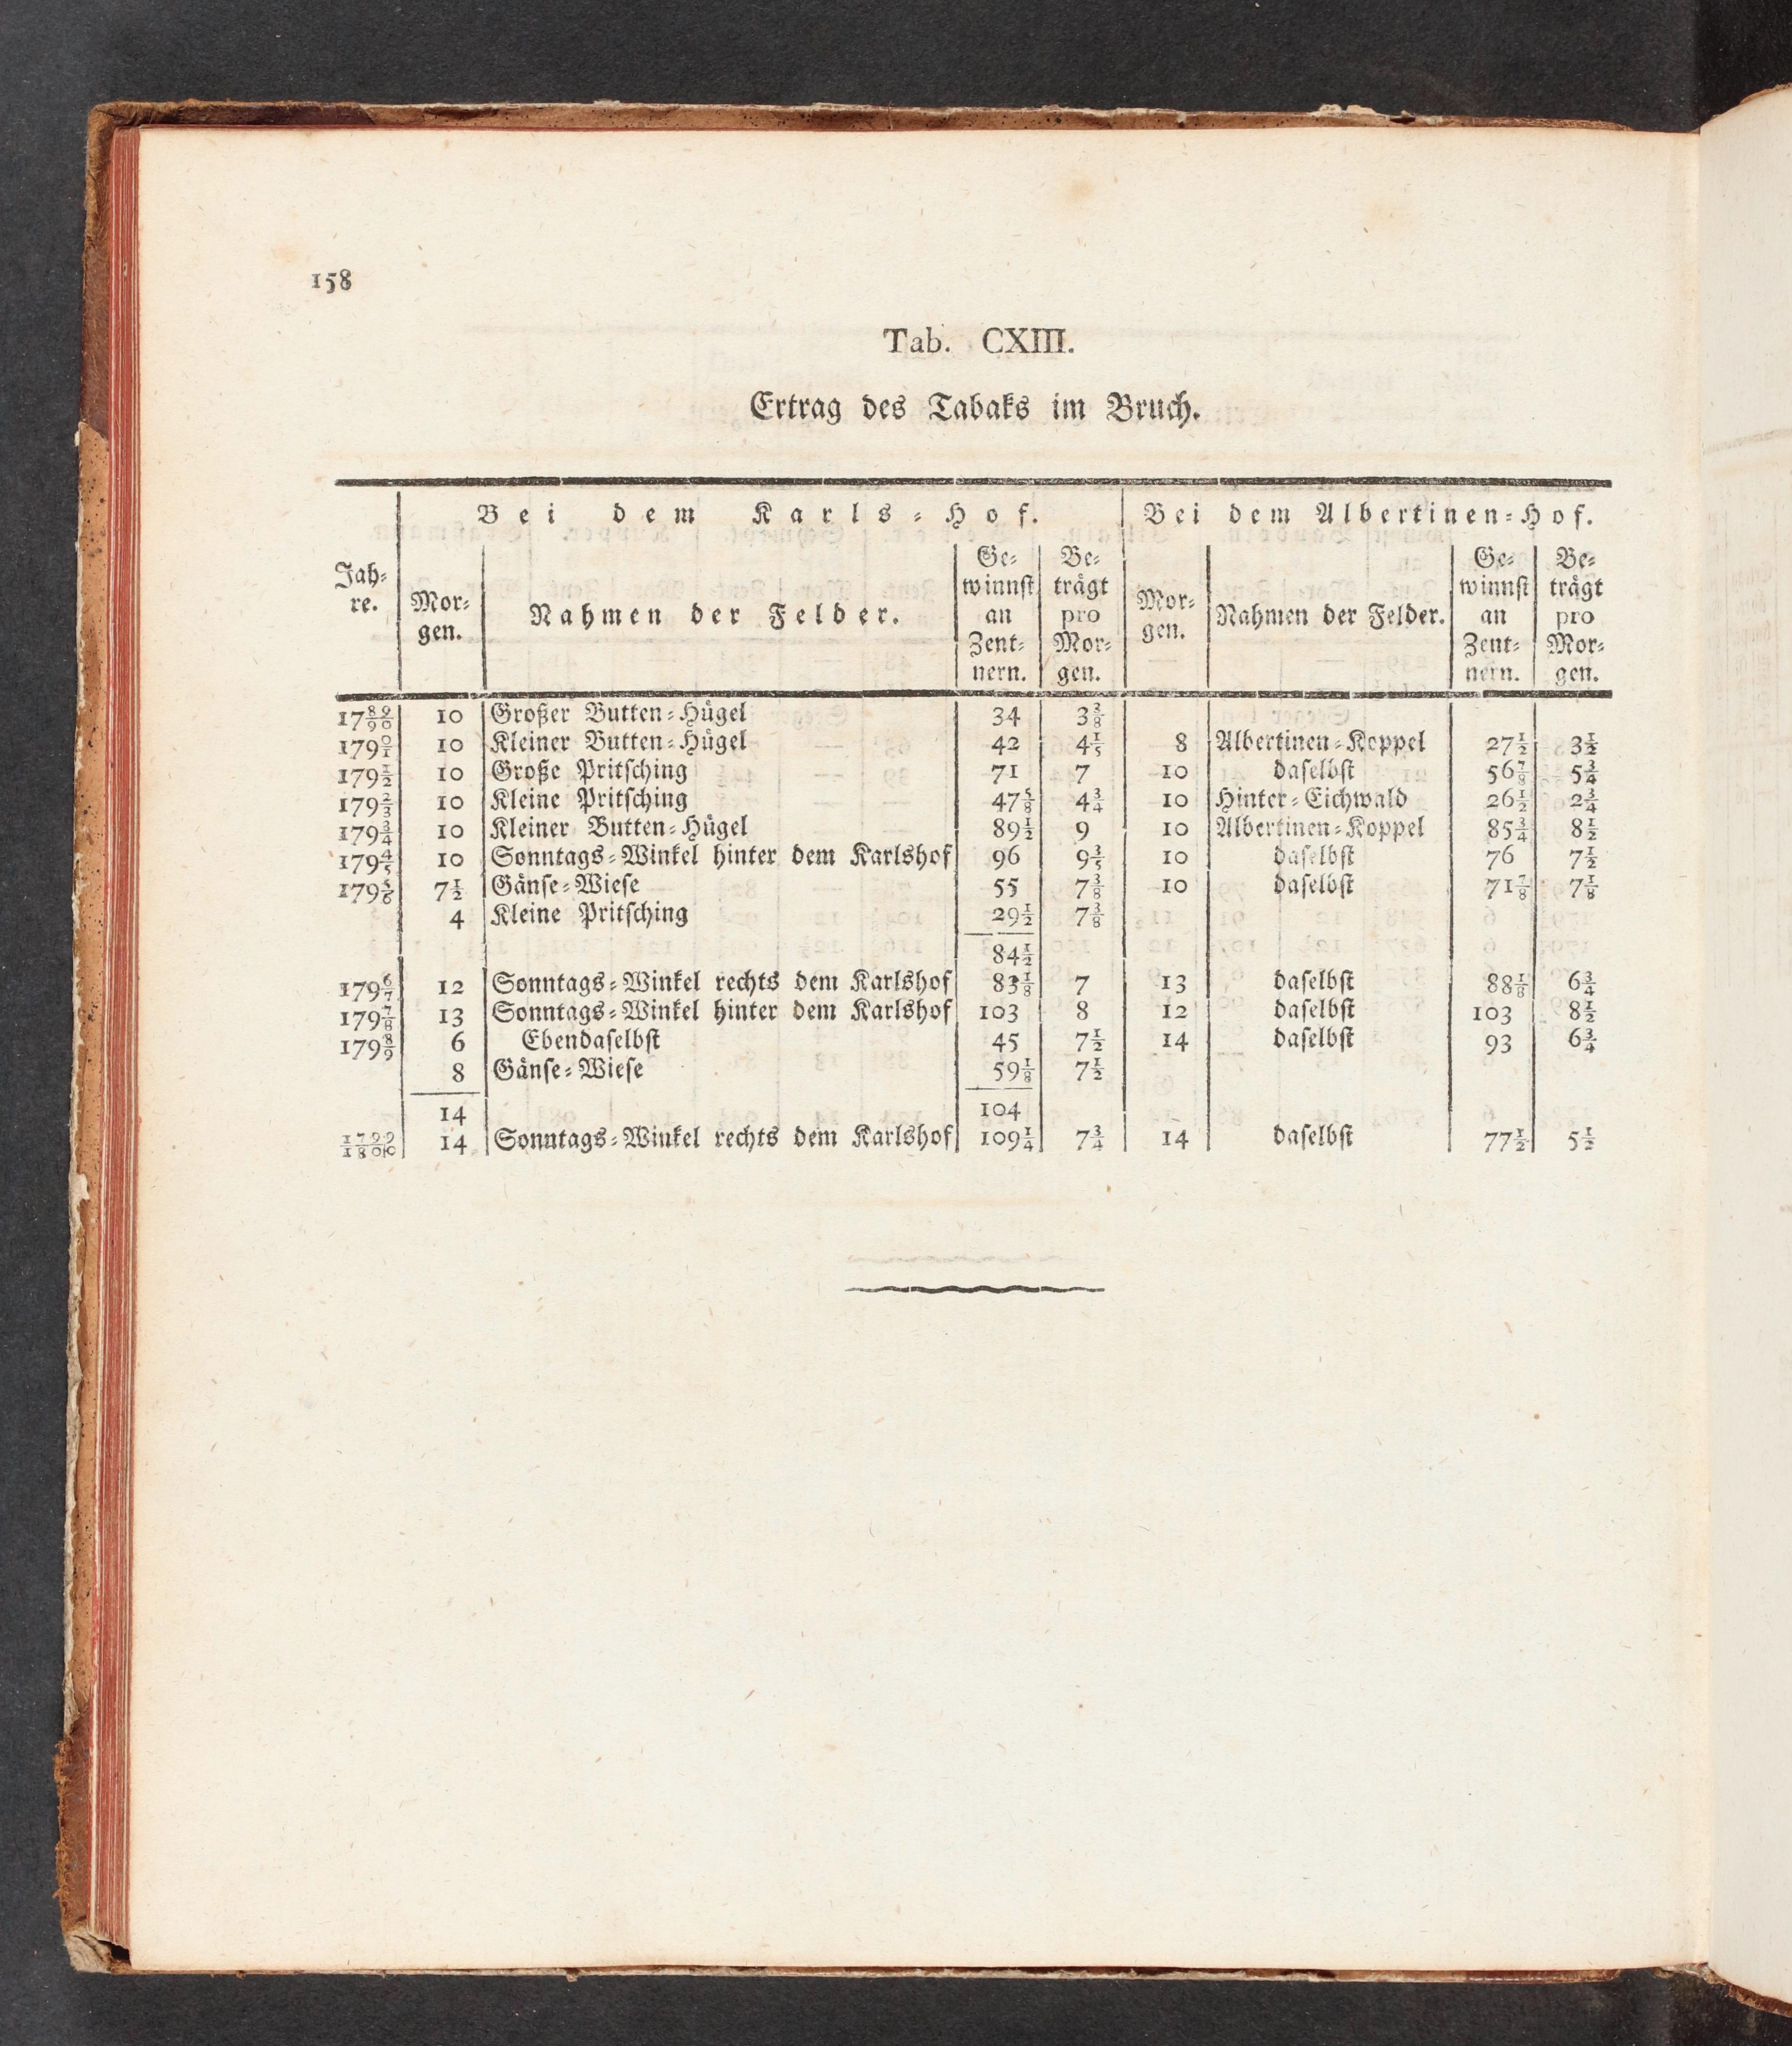 158
Tab. CXIII.
Ertrag des Tabaks im Bruch.
Bei dem Karls-Hof. Bei dem Albertinen-Hof.
Jahre. Morgen. Nahmen der Felder. Gewinnst an Zentnern. Beträgt pro Morgen. Morgen. Nahmen der Felder. Gewinnst an Zentnern. Beträgt pro Morgen.
17 89/90 10 Großer Butten-Hügel 34 3 3/8
179 0/1 10 Kleiner Butten-Hügel 42 4 1/5 8 Albertinen-Koppel 27 1/2 3 1/2
179 1/2 10 Große Pritsching 71 7 10 daselbst 56 7/8 5 3/4
179 2/3 10 Kleine Pritsching 47 5/8 4 3/4 10 Hinter-Eichwald 26 1/2 2 3/4
179 3/4 10 Kleiner Butten-Hügel 89 1/2 9 10 Albertinen-Koppel 85 3/4 8 1/2
179 4/5 10 Sonntags-Winkel hinter dem Karlshof 96 9 3/5 10 daselbst 76 7 1/2
179 5/6 7 1/2 Gänse-Wiese 55 7 3/8 10 daselbst 71 7/8 7 1/8
4 Kleine Pritsching 29 1/2 7 3/8
84 1/2
179 6/7 12 Sonntags-Winkel rechts dem Karlshof 83 1/8 7 13 daselbst 88 1/8 6 3/4
179 7/8 13 Sonntags-Winkel hinter dem Karlshof 103 8 12 daselbst 103 8 1/2
179 8/9 6 Ebendaselbst 45 7 1/2 14 daselbst 93 6 3/4
8 Gänse-Wiese 59 1/8 7 1/2
14 104
1799/1800 14 Sonntags-Winkel rechts dem Karlshof 109 1/4 7 3/4 14 daselbst 77 1/2 5 1/2